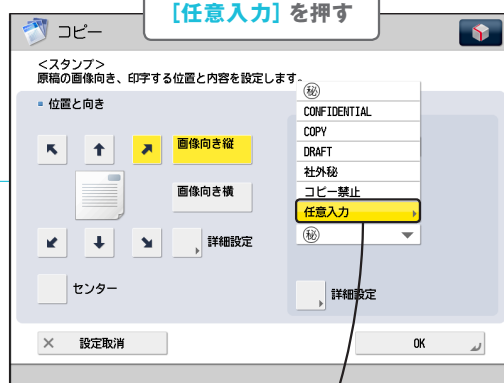 [任意入力] を押す
コピー
<スタンプ>
原稿の画像向き、印字する位置と内容を設定します。
位置と向き
㊙
CONFIDENTIAL
COPY
DRAFT
社外秘
コピー禁止
任意入力
㊙
画像向き縦
画像向き横
詳細設定
センター
詳細設定
× 設定取消
OK